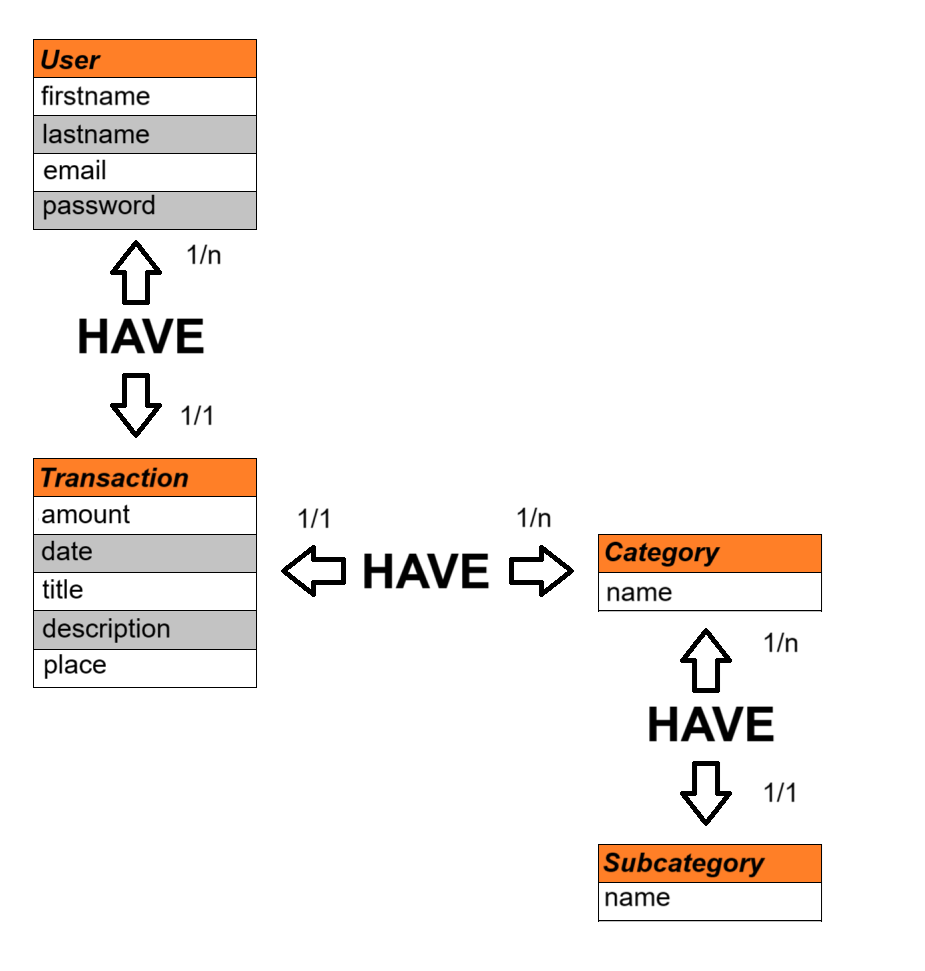 User
firstname
lastname
email
password
1/n
HAVE
1/1
Transaction
amount
date
title
description
place
1/1
HAVE
1/n
Category
name
1/n
HAVE
1/1
Subcategory
name